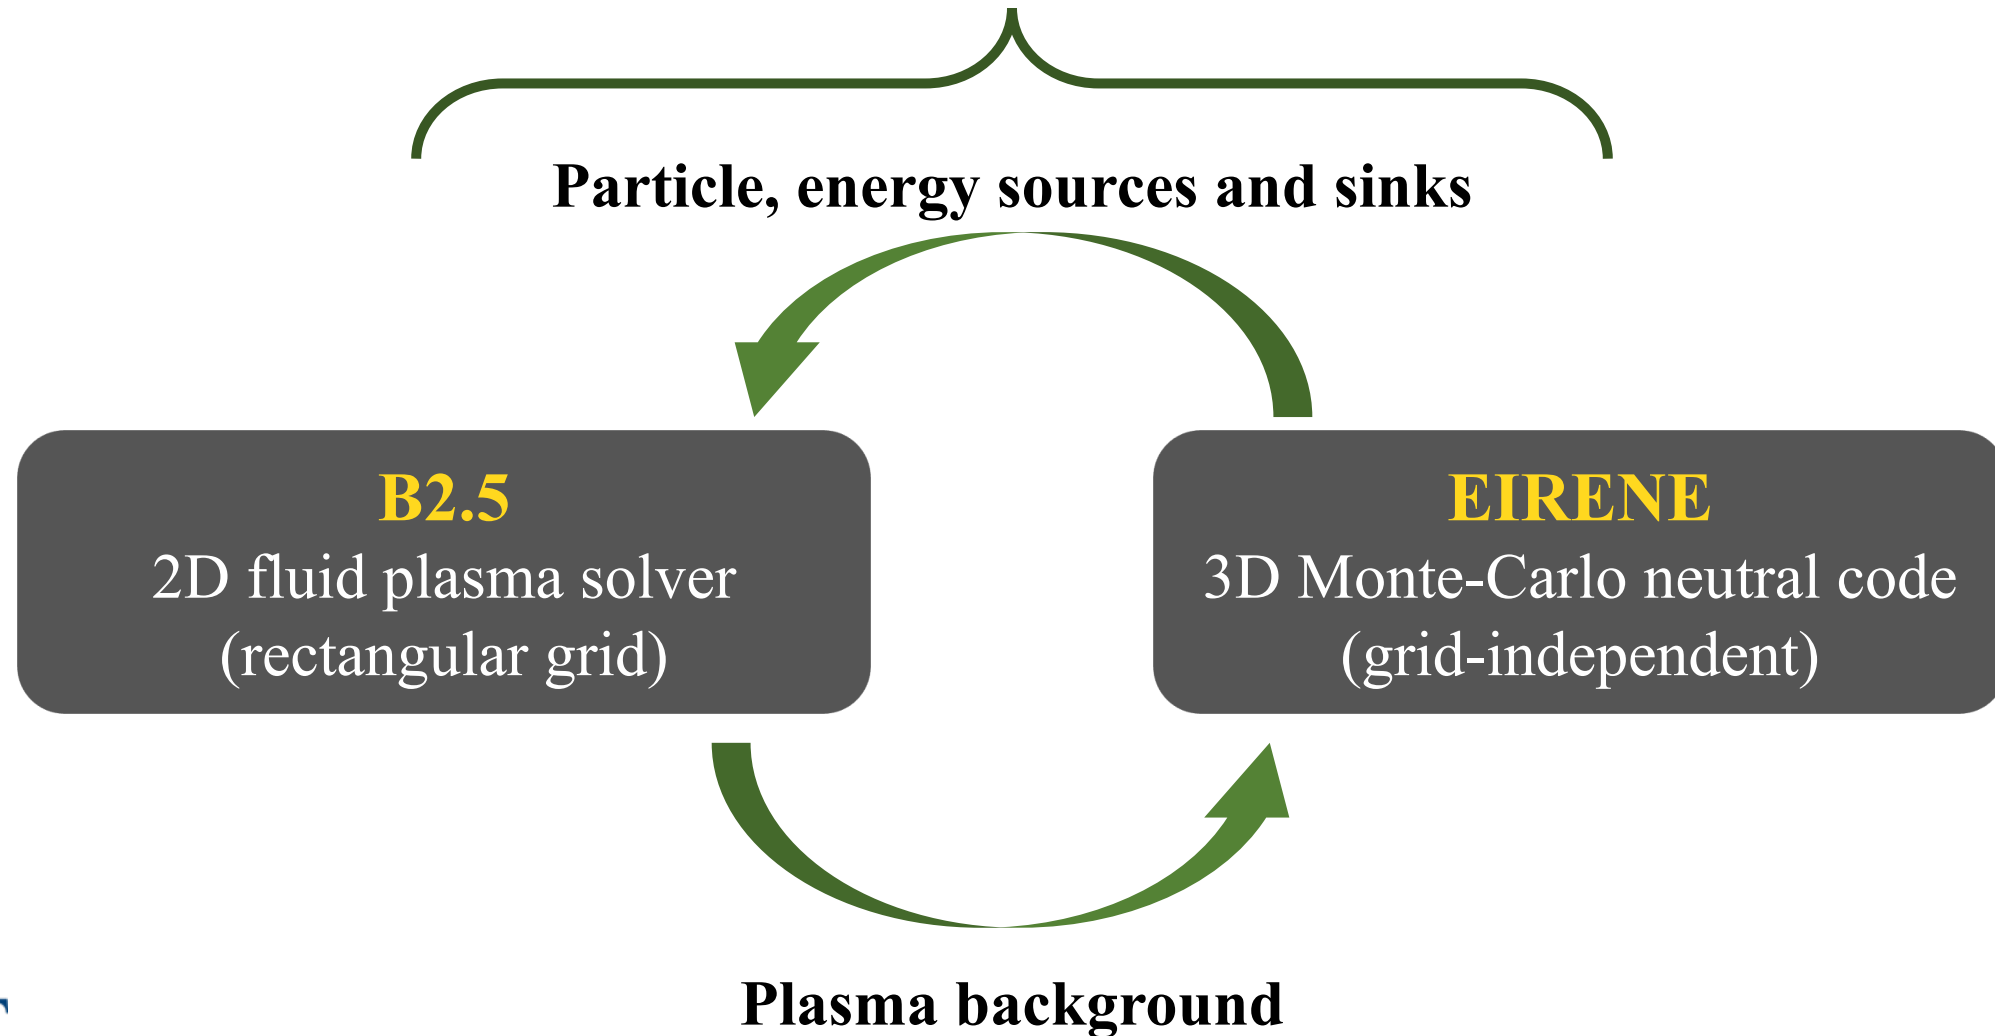 Particle, energy sources and sinks
B2.5
2D fluid plasma solver
(rectangular grid)
EIRENE
3D Monte-Carlo neutral code
(grid-independent)
Plasma background